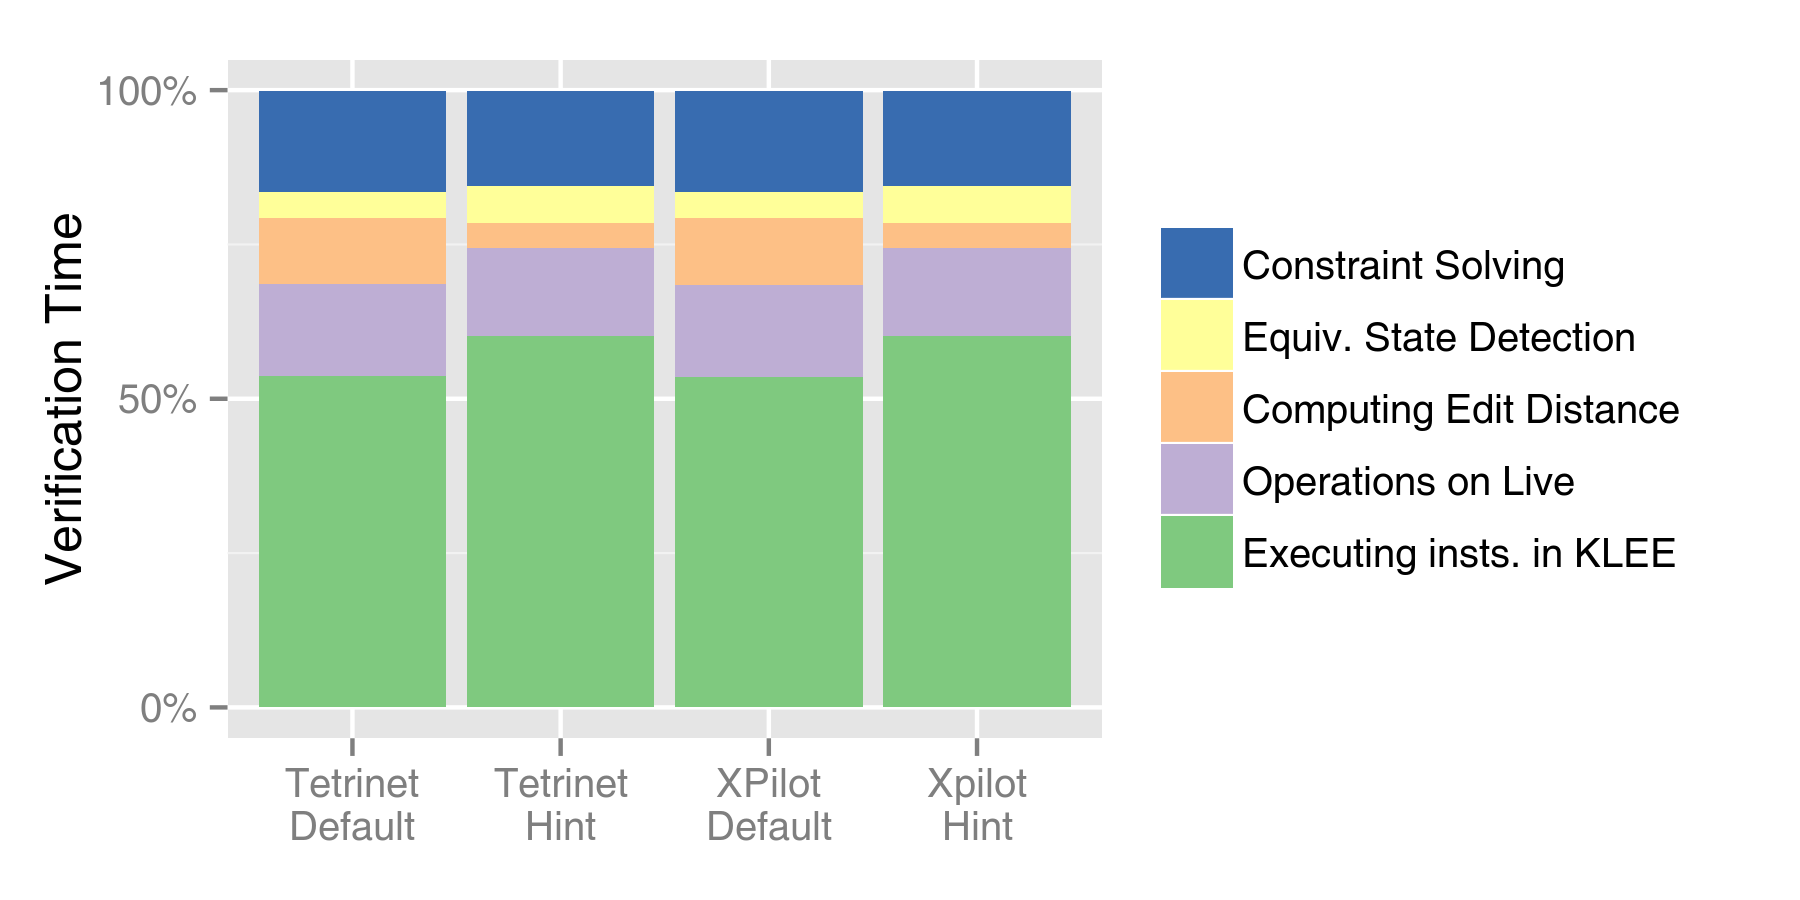 Verification Time
100%
50%
0%
Tetrinet
Default
Tetrinet
Hint
XPilot
Default
Xpilot
Hint
Constraint Solving
Equiv. State Detection
Computing Edit Distance
Operations on Live
Executing insts. in KLEE